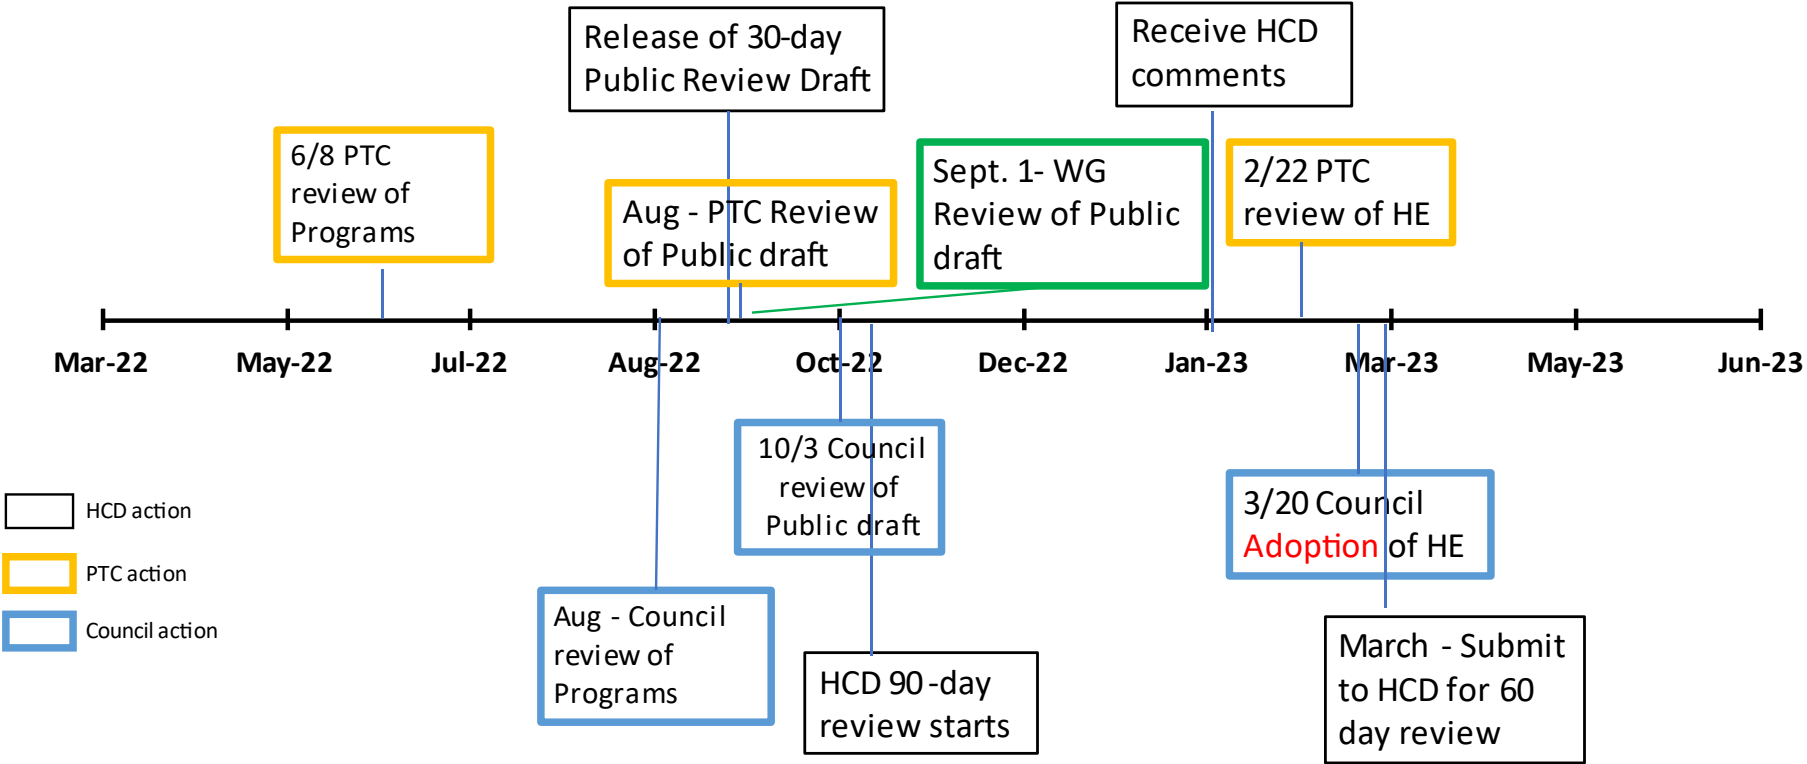 Release of 30-day
Public Review Draft
Receive HCD
comments
6/8 PTC
review of
Programs
Aug - PTC Review
of Public draft
Sept. 1- WG
Review of Public
draft
2/22 PTC
review of HE
Mar-22
May-22
Jul-22
Aug-22
Oct-22
Dec-22
Jan-23
Mar-23
May-23
Jun-23
10/3 Council
review of
Public draft
3/20 Council
Adoption of HE
HCD action
PTC action
Council action
Aug - Council
review of
Programs
HCD 90-day
review starts
March - Submit
to HCD for 60
day review